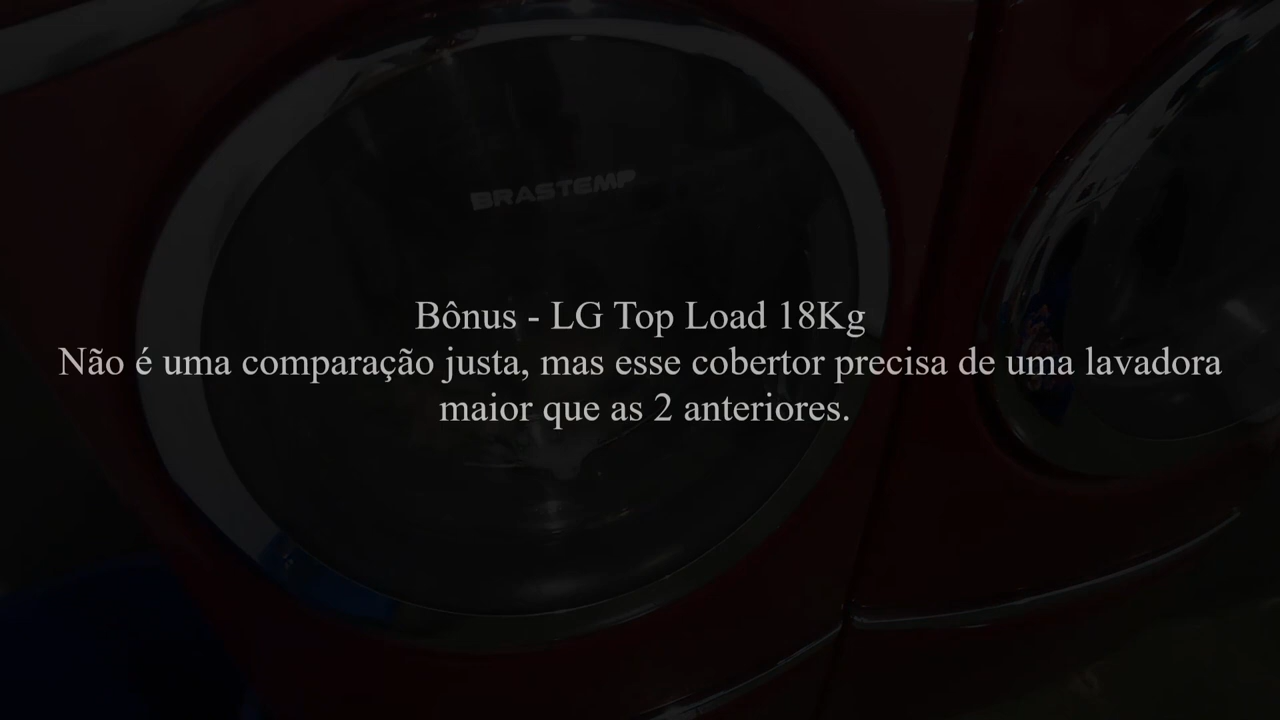 BRASTEMP
Bônus - LG Top Load 18Kg
Não é uma comparação justa, mas esse cobertor precisa de uma lavadora
maior que as 2 anteriores.